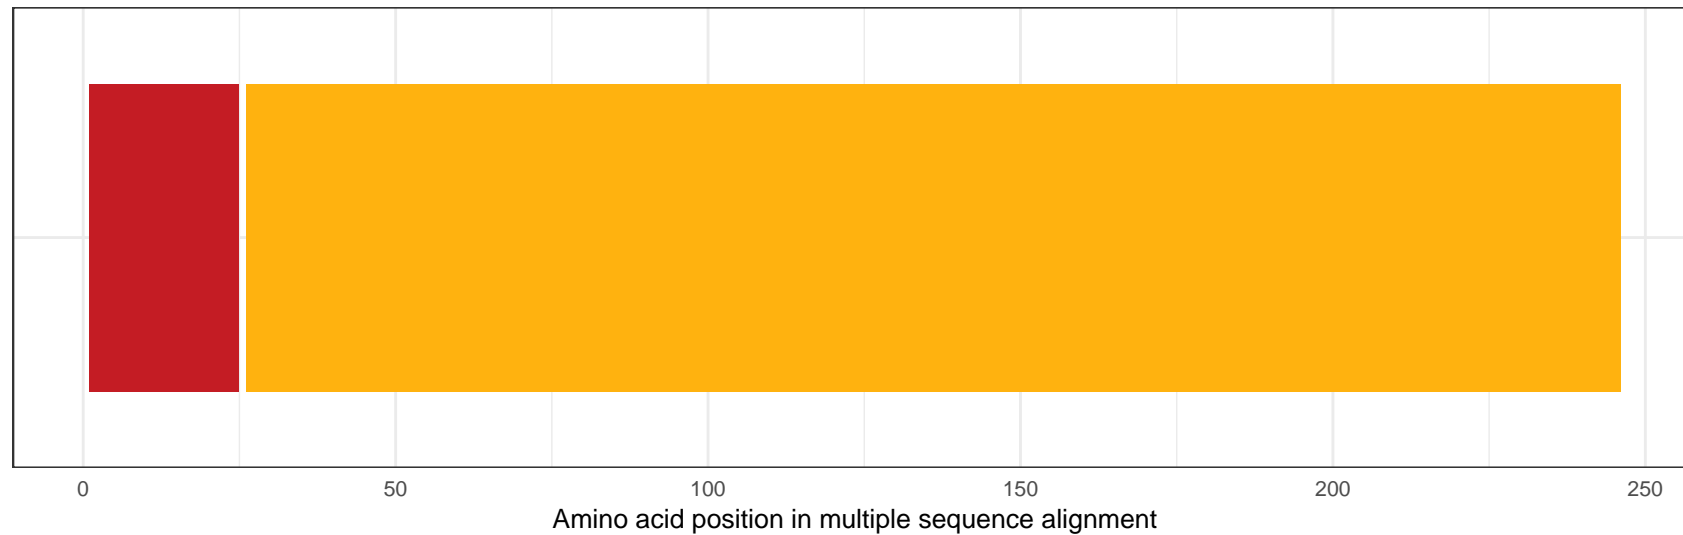 0 50 100 150 200 250
Amino acid position in multiple sequence alignment